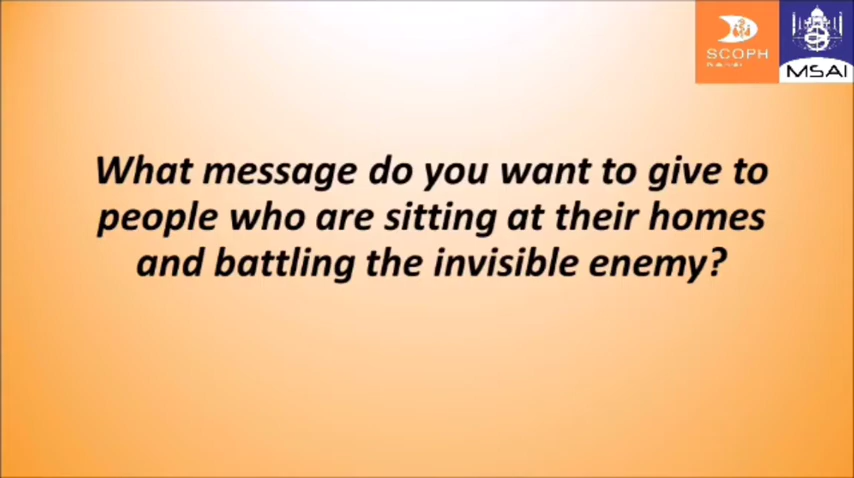 SCOPH
MSAI
What message do you want to give to
people who are sitting at their homes
and battling the invisible enemy?